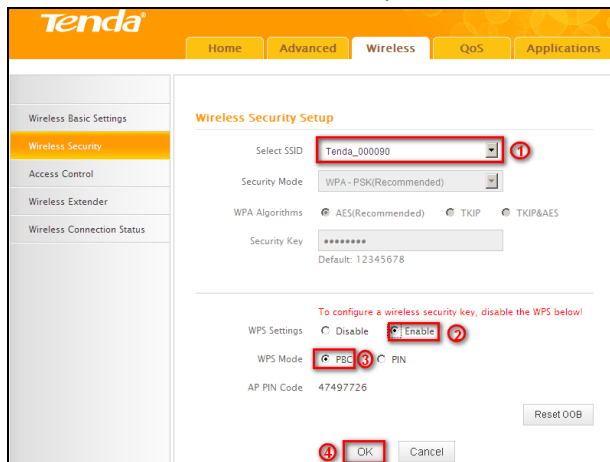 Tenda®
Home Advanced Wireless QoS Applications
Wireless Basic Settings
Wireless Security
Access Control
Wireless Extender
Wireless Connection Status
Wireless Security Setup
Select SSID Tenda_000090 ①
Security Mode WPA-PSK(Recommended)
WPA Algorithms AES(Recommended) TKIP TKIP&AES
Security Key ••••••••
Default: 12345678
To configure a wireless security key, disable the WPS below!
WPS Settings Disable Enable ②
WPS Mode PBC ③ PIN
AP PIN Code 47497726
Reset OOB
④ OK Cancel